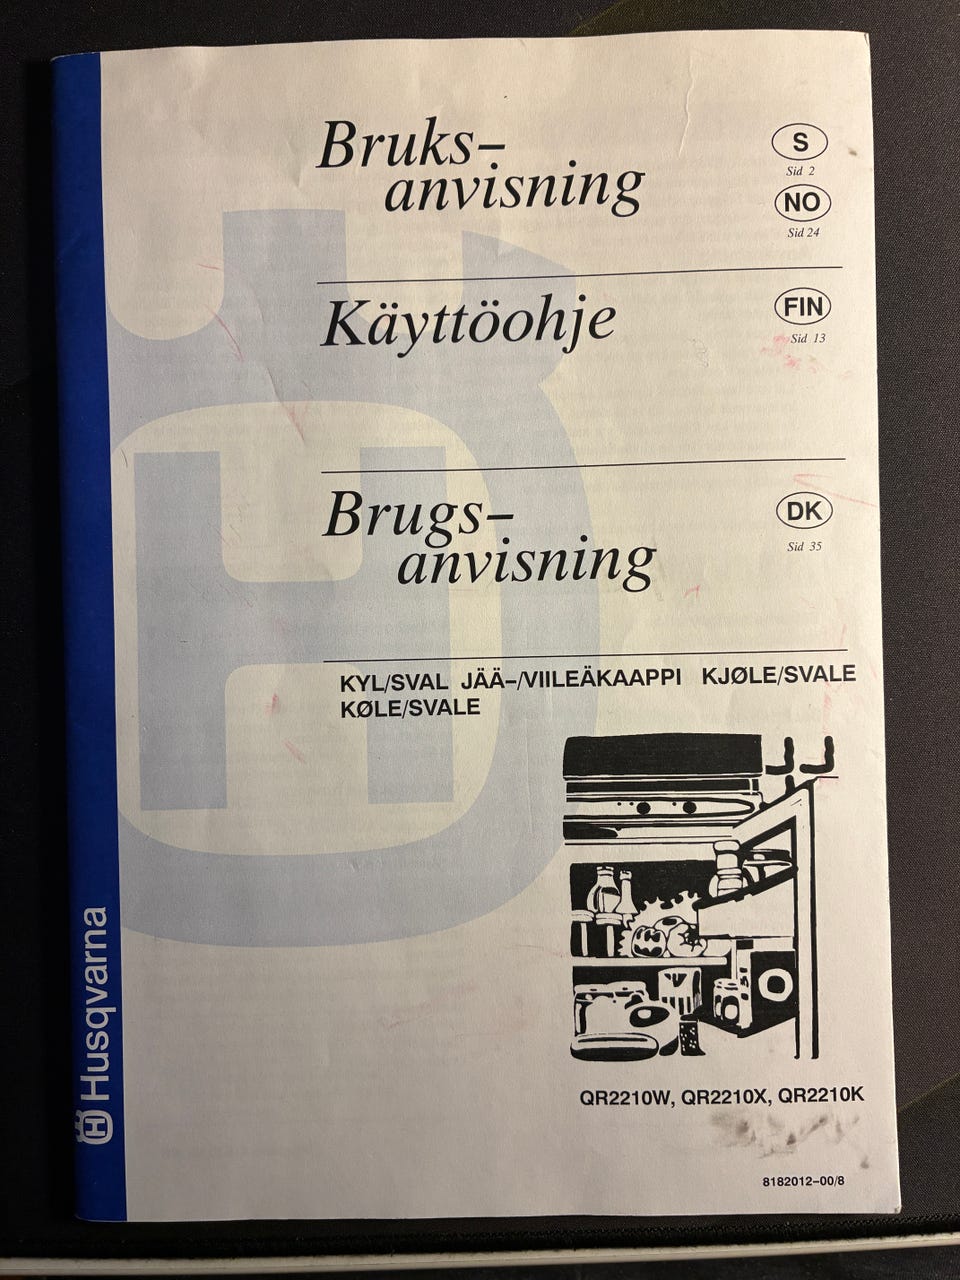 Bruks–
anvisning
S
Sid 2
NO
Sid 24
Käyttöohje
FIN
Sid 13
Brugs–
anvisning
DK
Sid 35
KYL/SVAL JÄÄ–/VIILEÄKAAPPI KJØLE/SVALE
KØLE/SVALE
QR2210W, QR2210X, QR2210K
8182012–00/8
Husqvarna